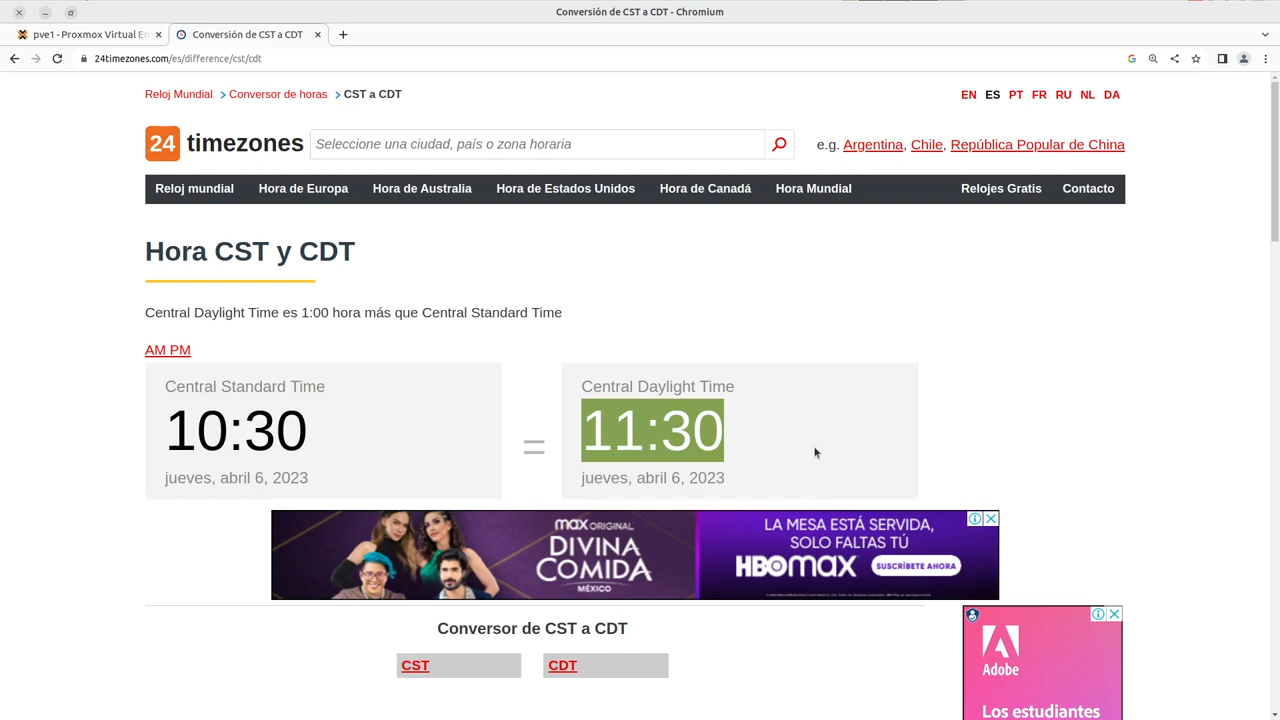 Conversión de CST a CDT - Chromium
pve1 - Proxmox Virtual En
Conversión de CST a CDT
24timezones.com/es/difference/cst/cdt
Reloj Mundial > Conversor de horas > CST a CDT
EN ES PT FR RU NL DA
24 timezones
Seleccione una ciudad, país o zona horaria
e.g. Argentina, Chile, República Popular de China
Reloj mundial Hora de Europa Hora de Australia Hora de Estados Unidos Hora de Canadá Hora Mundial Relojes Gratis Contacto
Hora CST y CDT
Central Daylight Time es 1:00 hora más que Central Standard Time
AM PM
Central Standard Time
10:30
jueves, abril 6, 2023
=
Central Daylight Time
11:30
jueves, abril 6, 2023
max ORIGINAL
DIVINA
COMIDA
MÉXICO
LA MESA ESTÁ SERVIDA,
SOLO FALTAS TÚ
HBOmax
SUSCRÍBETE AHORA
Conversor de CST a CDT
CST
CDT
Adobe
Los estudiantes